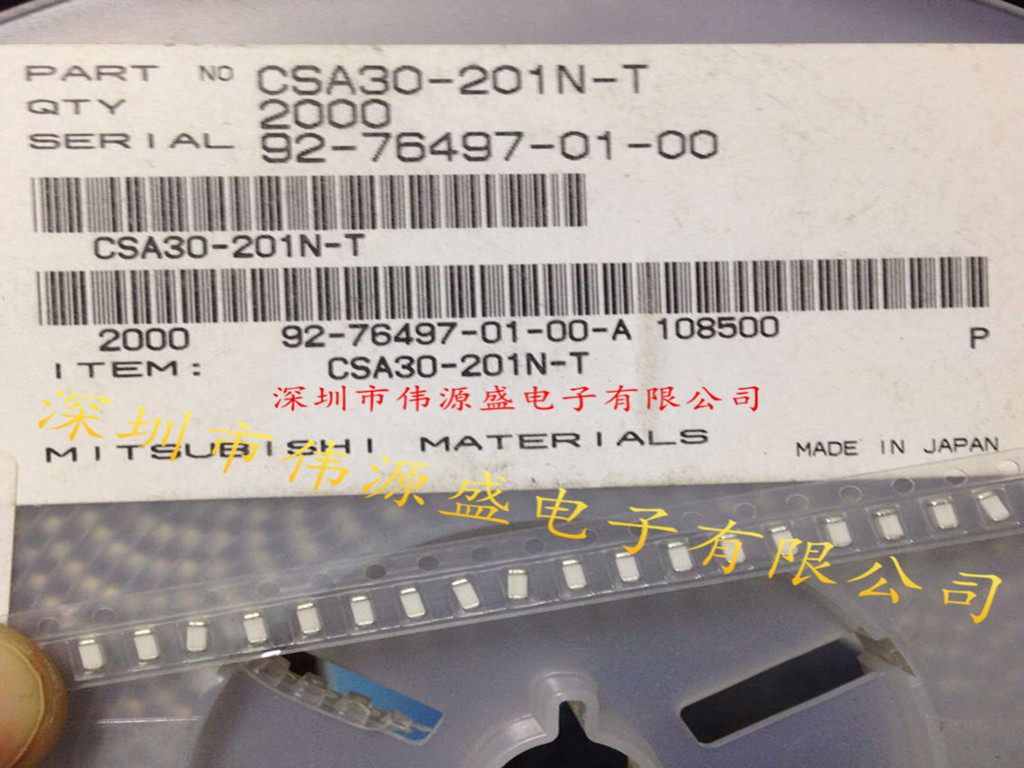 PART NO CSA30-201N-T
QTY 2000
SERIAL 92-76497-01-00
CSA30-201N-T
2000 92-76497-01-00-A 108500
P
ITEM: CSA30-201N-T
深圳市伟源盛电子有限公司
MITSUBISHI MATERIALS
MADE IN JAPAN
深圳市伟源盛电子有限公司